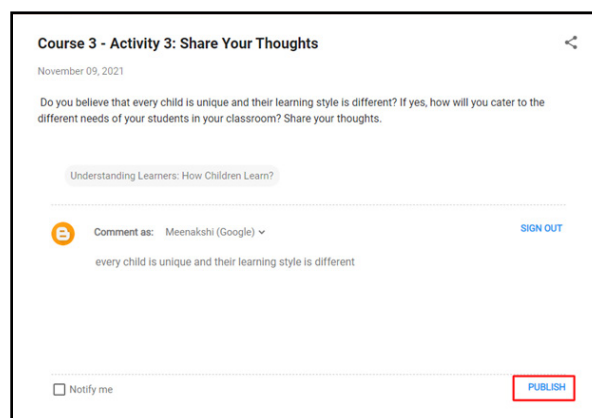 Course 3 - Activity 3: Share Your Thoughts
November 09, 2021
Do you believe that every child is unique and their learning style is different? If yes, how will you cater to the
different needs of your students in your classroom? Share your thoughts.
Understanding Learners: How Children Learn?
Comment as: Meenakshi (Google)
SIGN OUT
every child is unique and their learning style is different
Notify me
PUBLISH